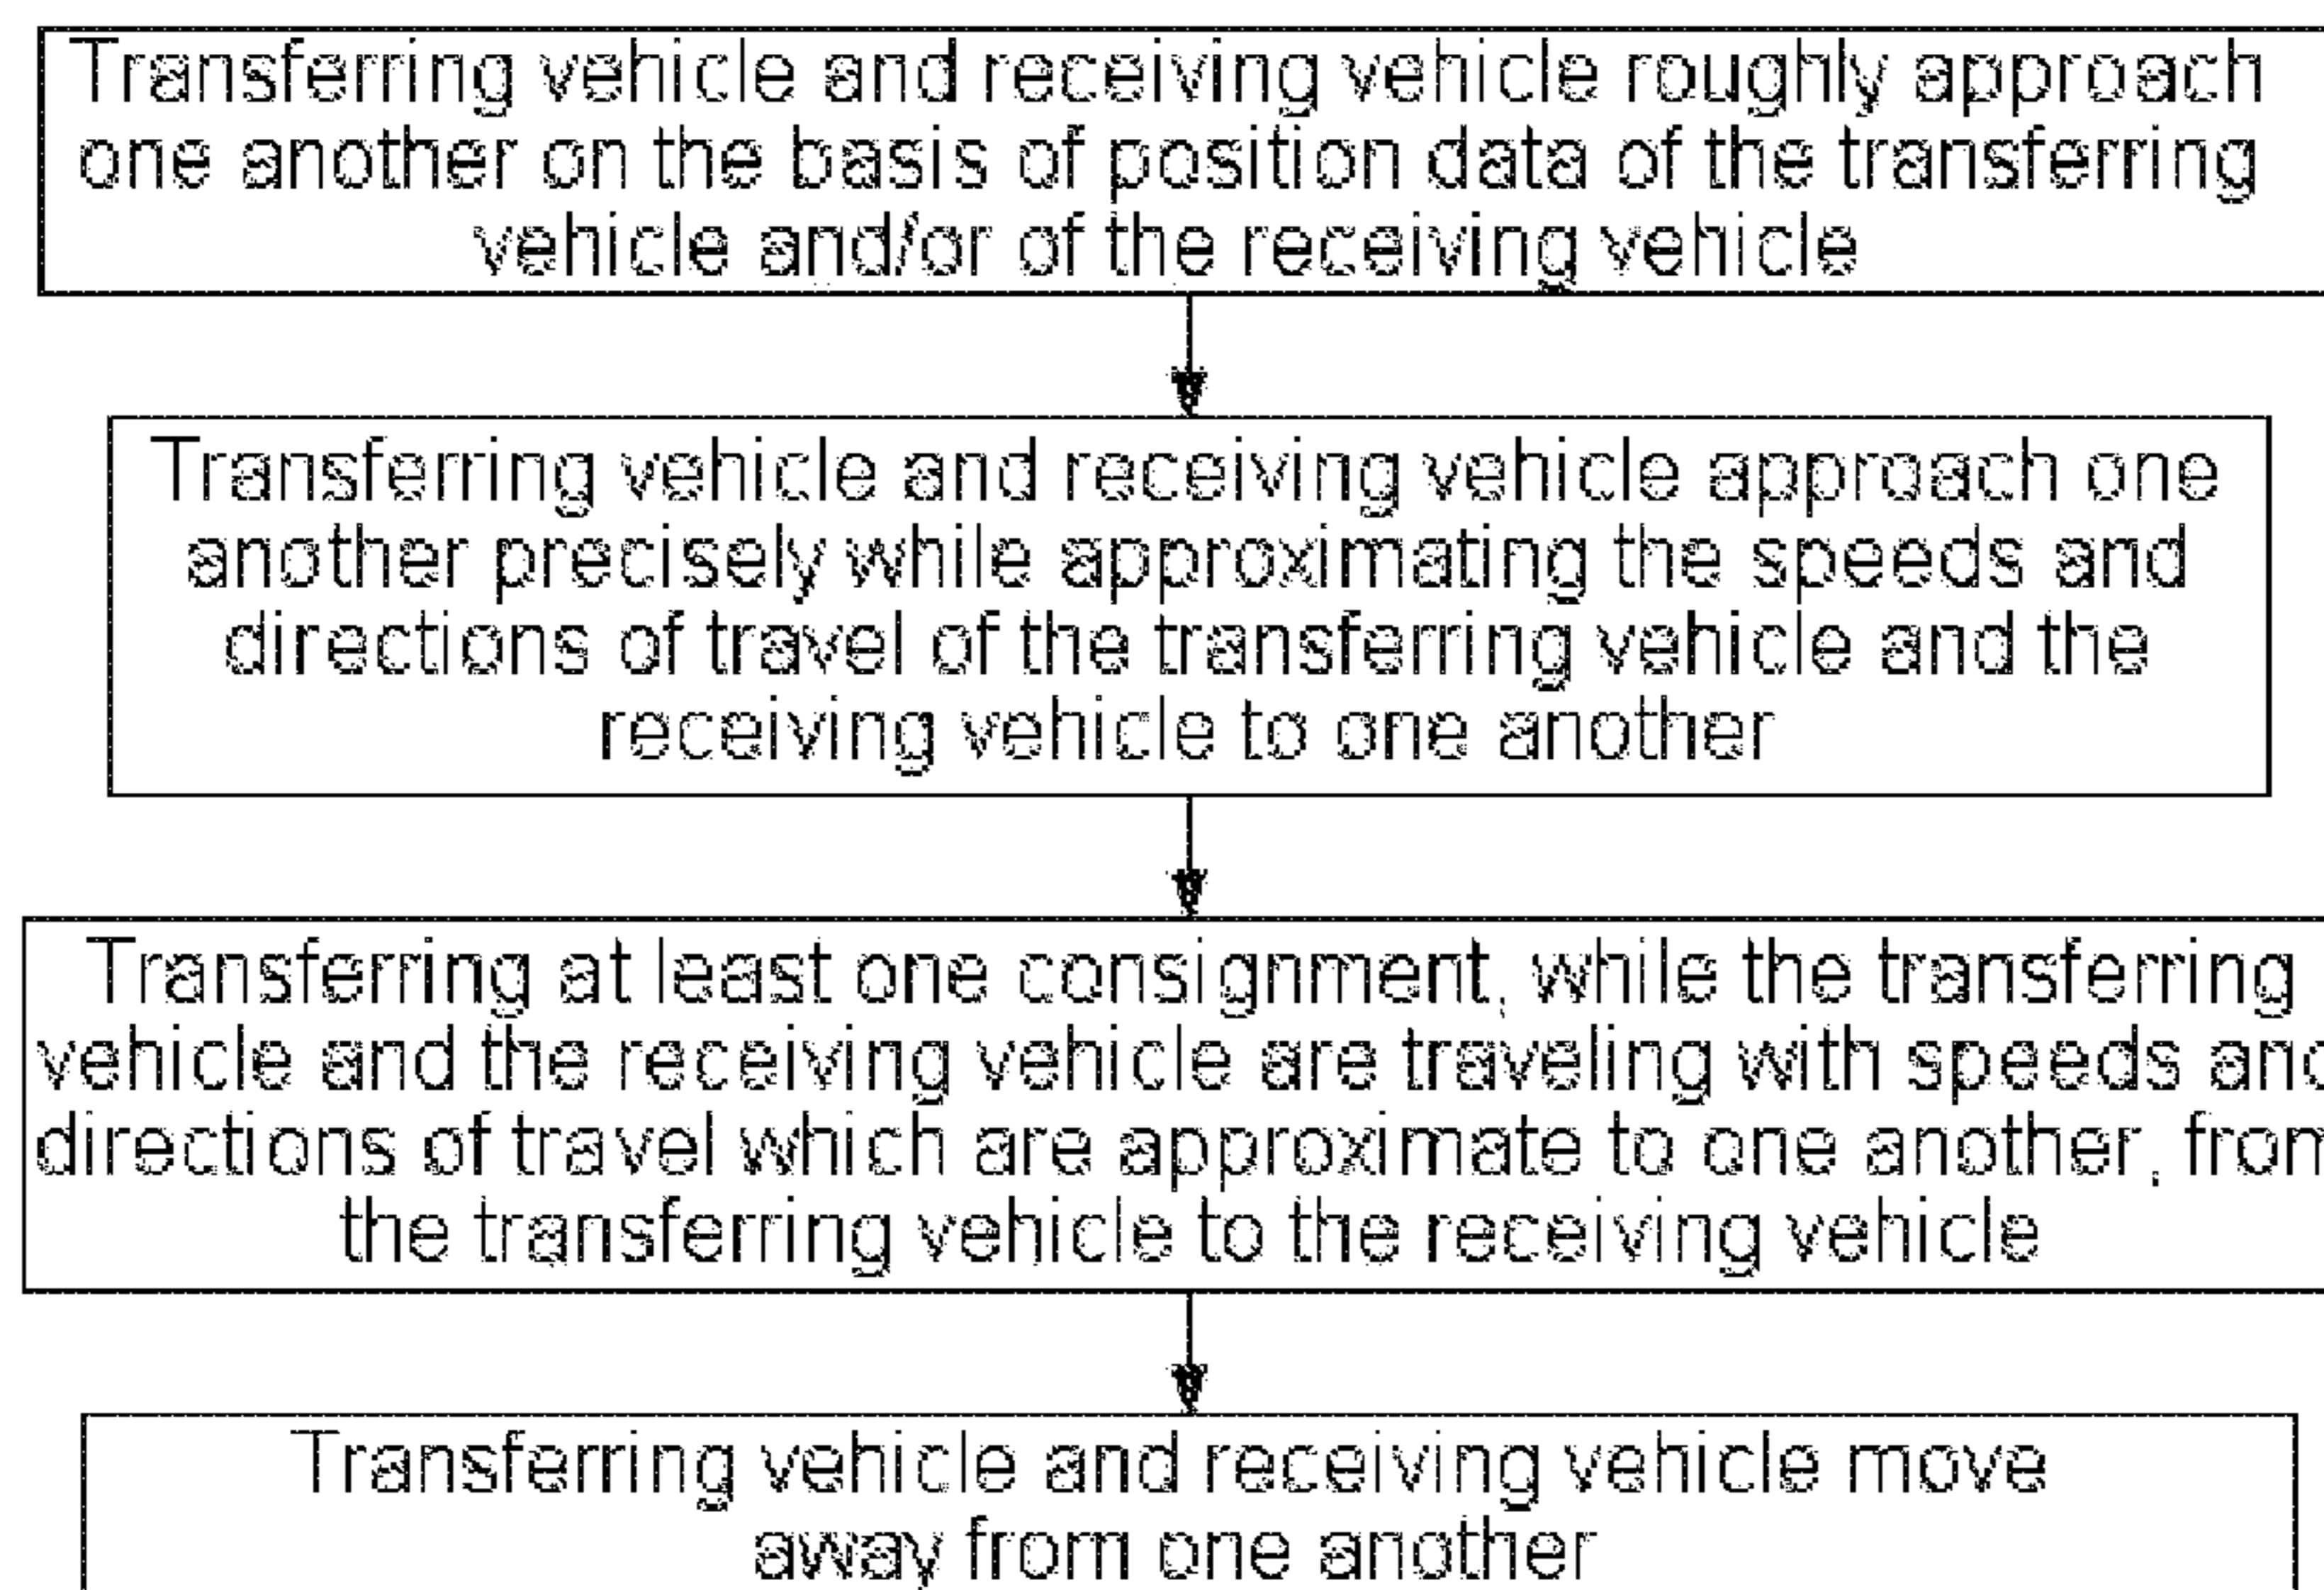 Transferring vehicle and receiving vehicle roughly approach
one another on the basis of position data of the transferring
vehicle and/or of the receiving vehicle
Transferring vehicle and receiving vehicle approach one
another precisely while approximating the speeds and
directions of travel of the transferring vehicle and the
receiving vehicle to one another
Transferring at least one consignment, while the transferring
vehicle and the receiving vehicle are traveling with speeds and
directions of travel which are approximate to one another, from
the transferring vehicle to the receiving vehicle
Transferring vehicle and receiving vehicle move
away from one another